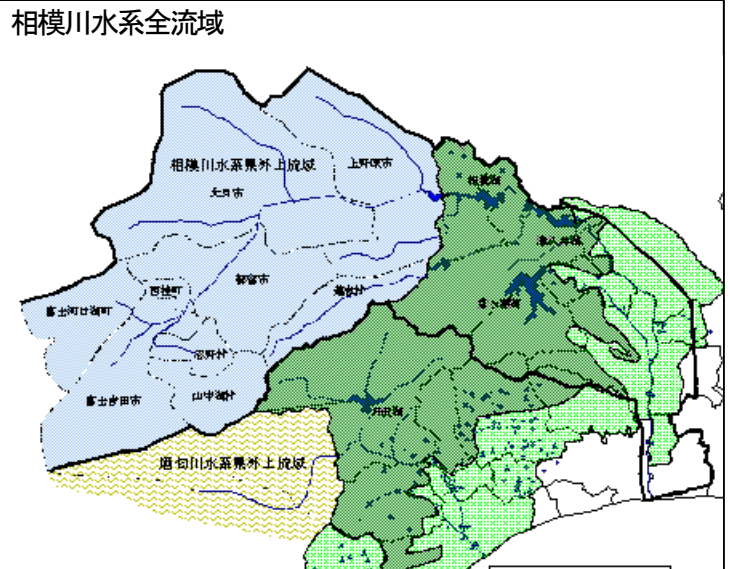 相模川水系全流域
相模川水系県外上流域
上野原市
大月市
相模湖
津久井湖
都留市
西桂町
道志村
宮ヶ瀬湖
富士河口湖町
忍野村
山中湖村
富士吉田市
丹沢湖
酒匂川水系県外上流域